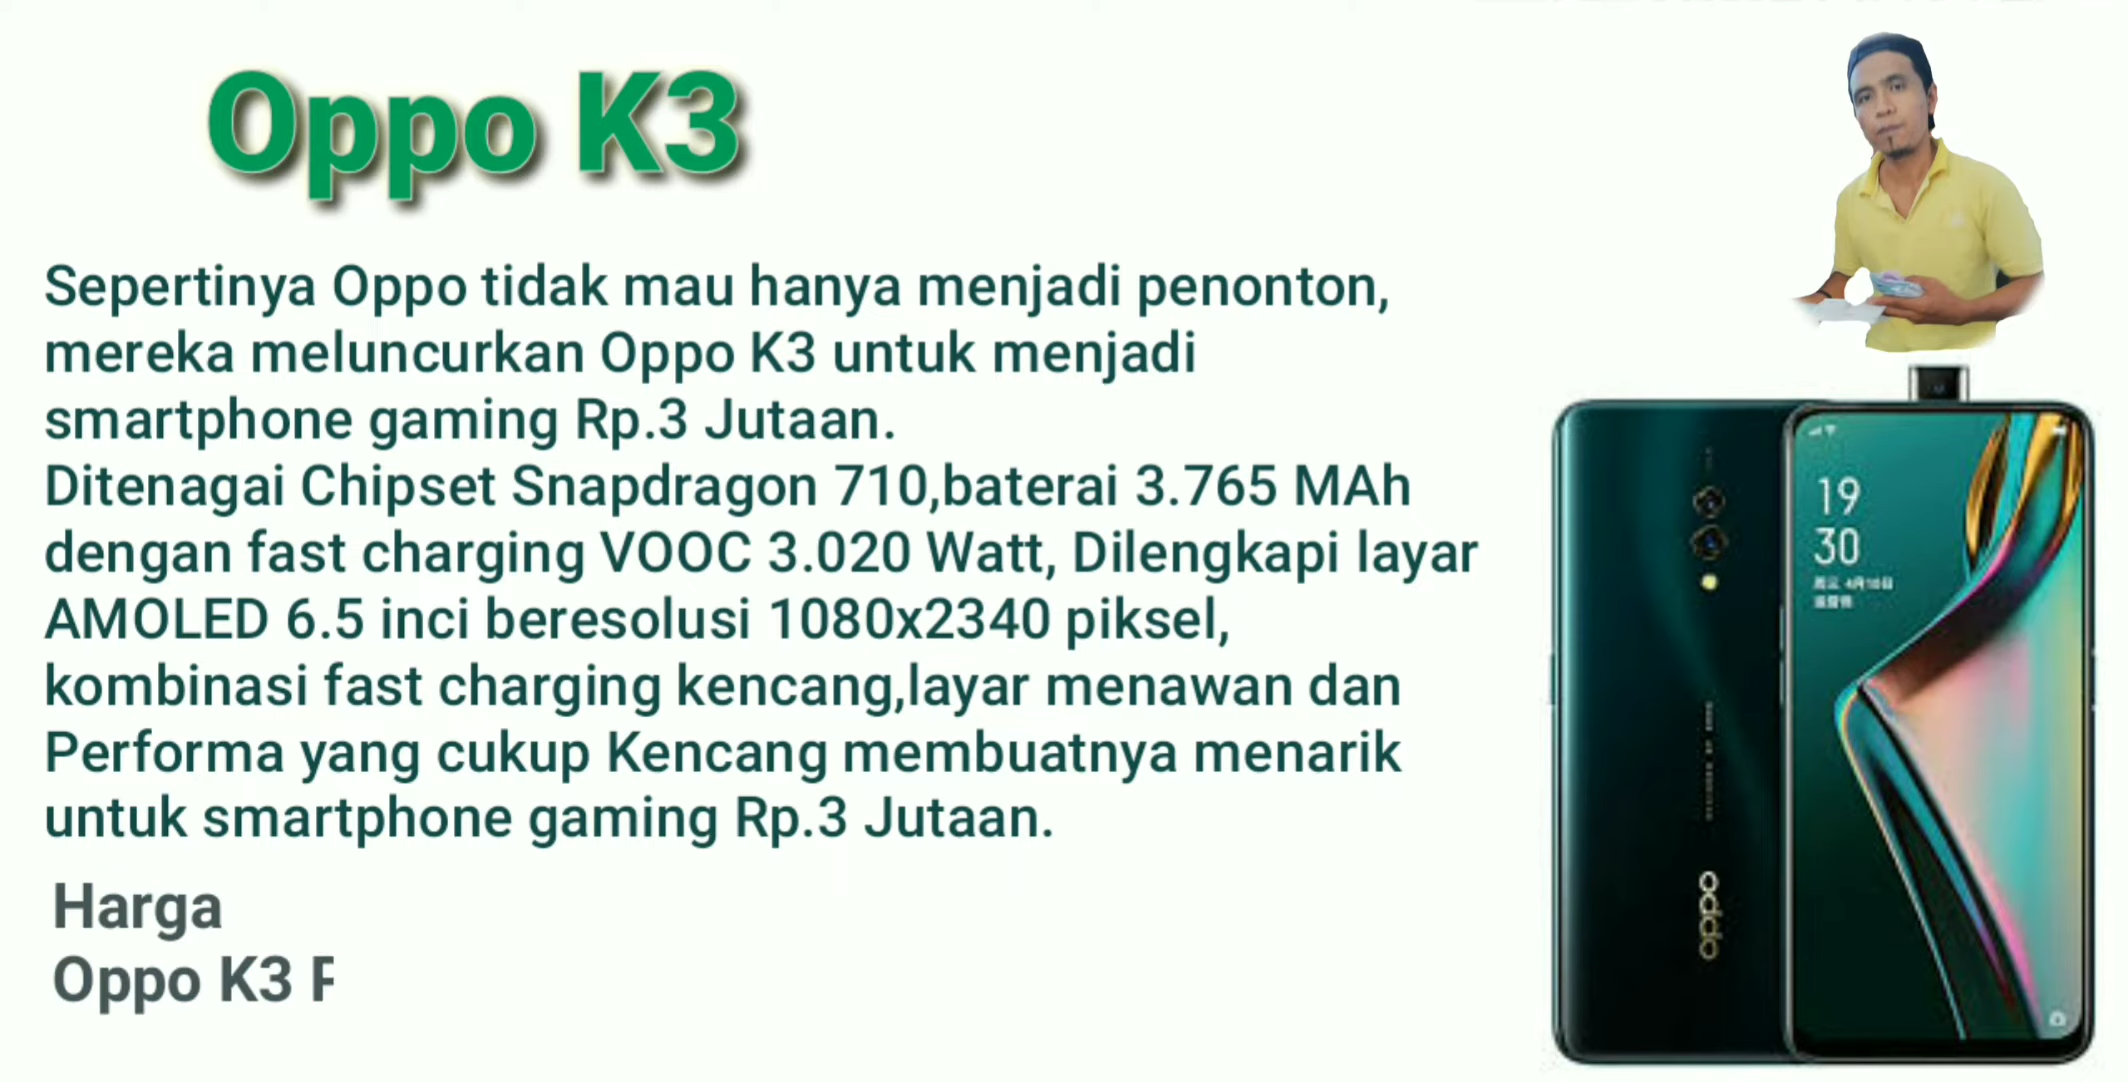 Oppo K3
Sepertinya Oppo tidak mau hanya menjadi penonton,
mereka meluncurkan Oppo K3 untuk menjadi
smartphone gaming Rp.3 Jutaan.
Ditenagai Chipset Snapdragon 710,baterai 3.765 MAh
dengan fast charging VOOC 3.020 Watt, Dilengkapi layar
AMOLED 6.5 inci beresolusi 1080x2340 piksel,
kombinasi fast charging kencang,layar menawan dan
Performa yang cukup Kencang membuatnya menarik
untuk smartphone gaming Rp.3 Jutaan.
Harga
Oppo K3
19
30
oppo